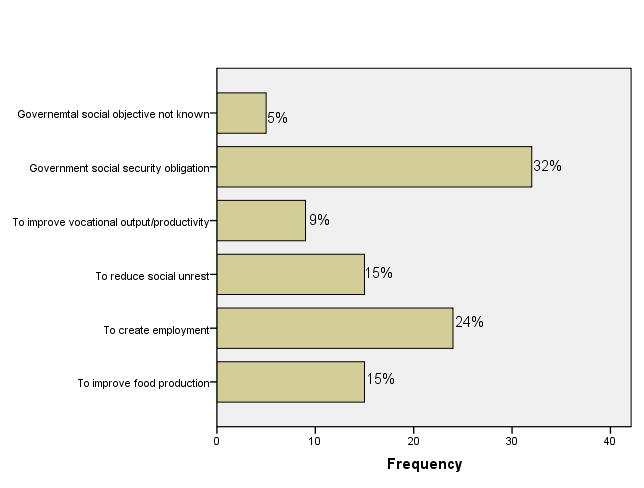 Governemtal social objective not known
5%
Government social security obligation
32%
To improve vocational output/productivity
9%
To reduce social unrest
15%
To create employment
24%
To improve food production
15%
0 10 20 30 40
Frequency